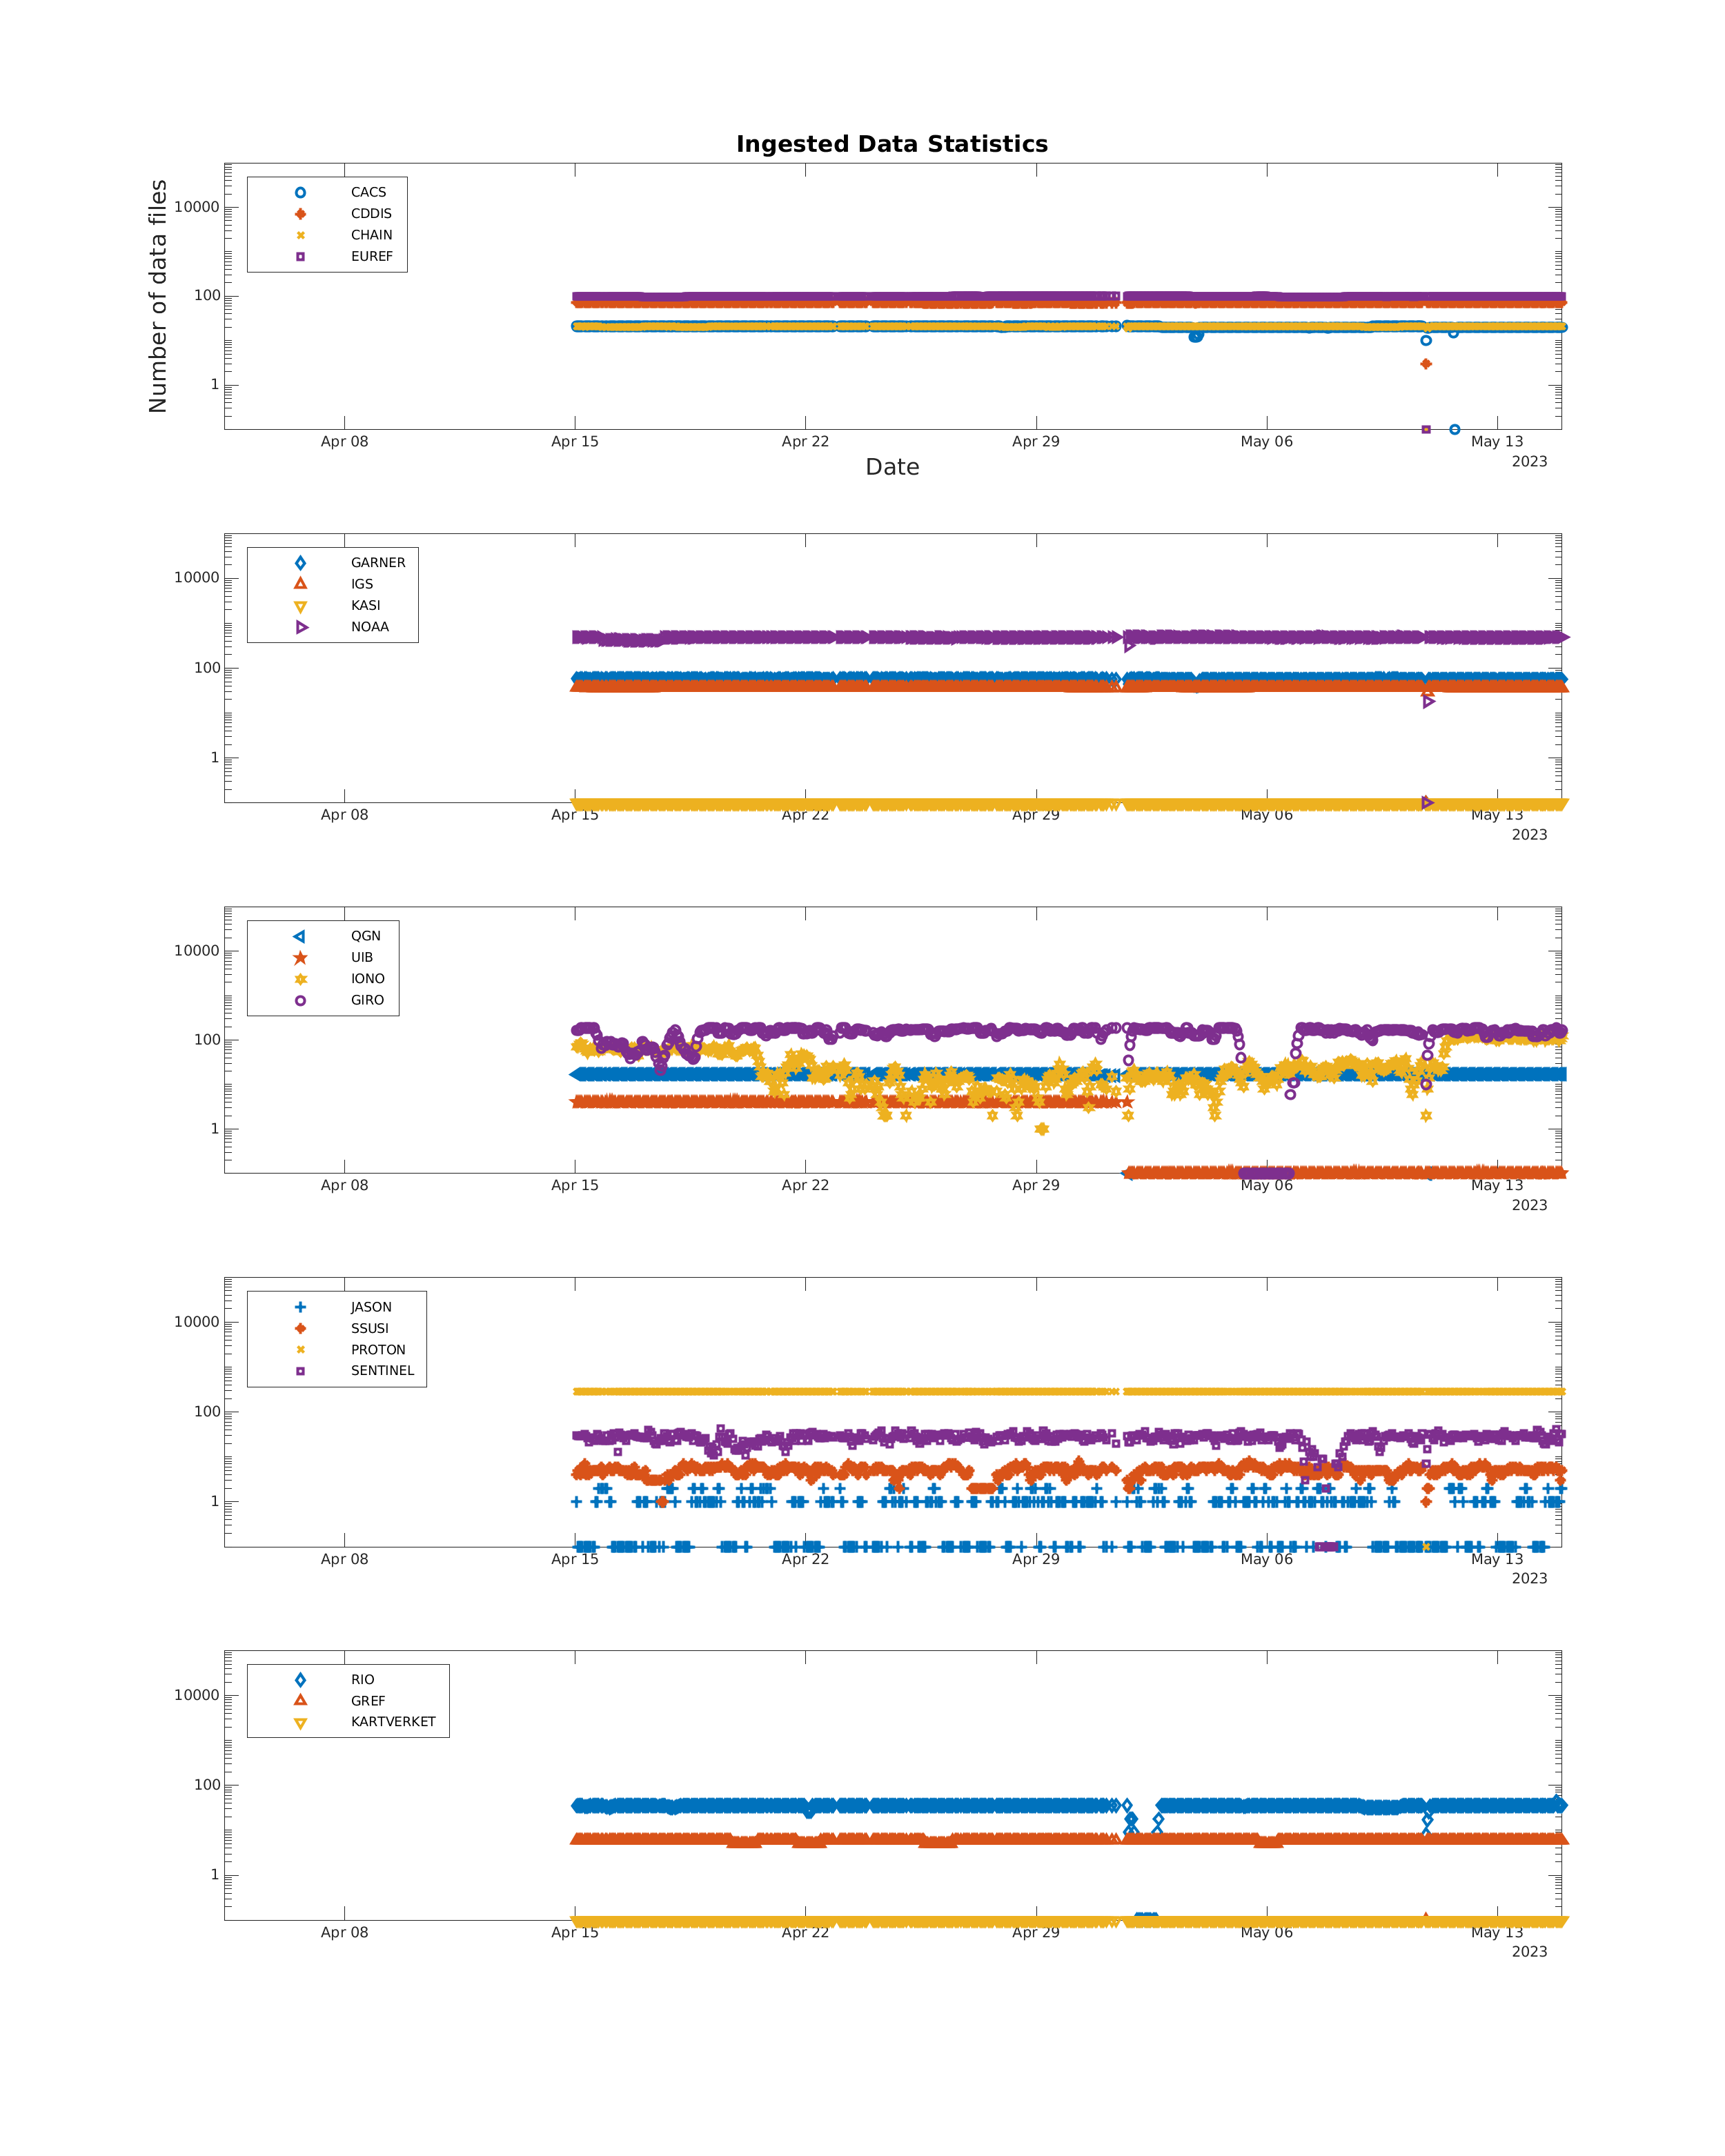 Ingested Data Statistics
Number of data files
10000
100
1
CACS
CDDIS
CHAIN
EUREF
Apr 08 Apr 15 Apr 22 Apr 29 May 06 May 13
2023
Date
10000
100
1
GARNER
IGS
KASI
NOAA
Apr 08 Apr 15 Apr 22 Apr 29 May 06 May 13
2023
10000
100
1
QGN
UIB
IONO
GIRO
Apr 08 Apr 15 Apr 22 Apr 29 May 06 May 13
2023
10000
100
1
JASON
SSUSI
PROTON
SENTINEL
Apr 08 Apr 15 Apr 22 Apr 29 May 06 May 13
2023
10000
100
1
RIO
GREF
KARTVERKET
Apr 08 Apr 15 Apr 22 Apr 29 May 06 May 13
2023